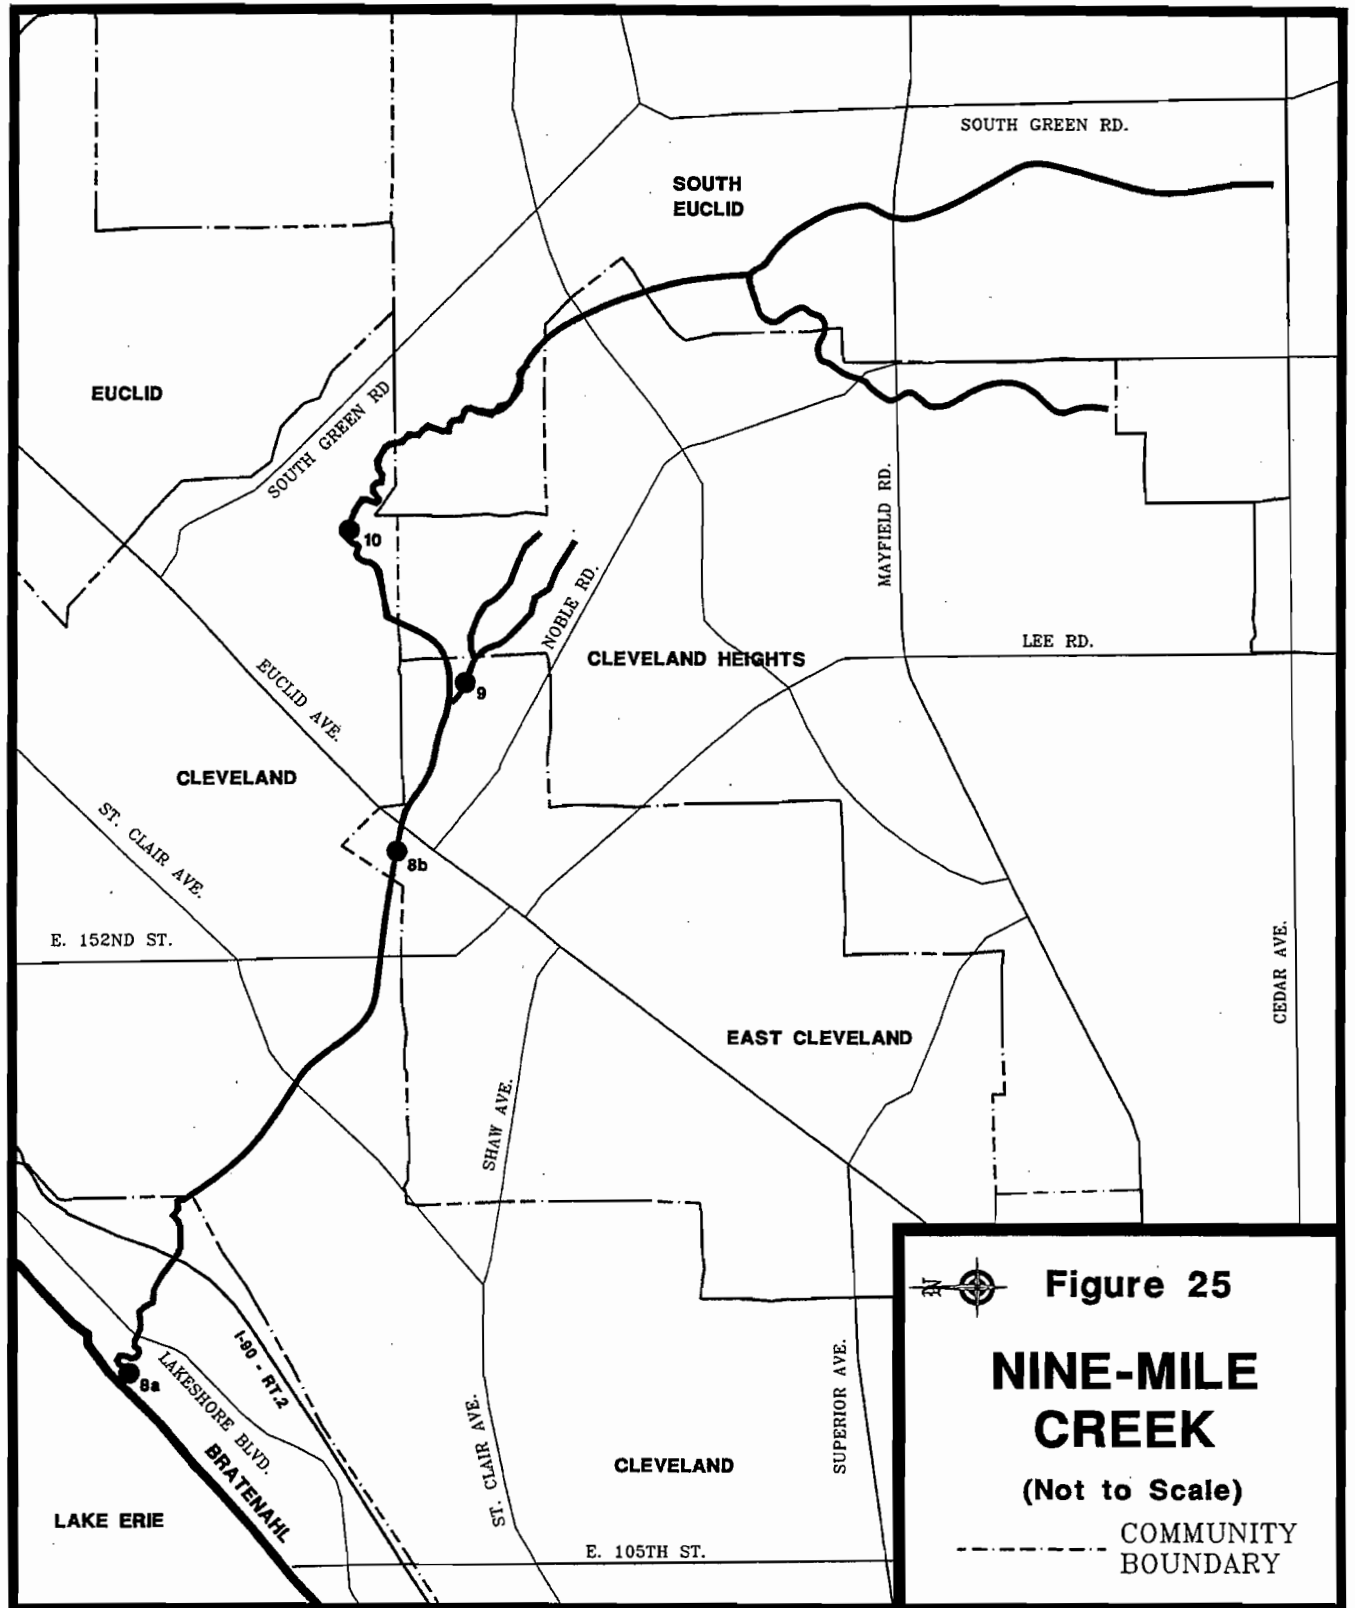 SOUTH GREEN RD.
SOUTH
EUCLID
EUCLID
SOUTH GREEN RD
10
MAYFIELD RD.
NOBLE RD.
LEE RD.
CLEVELAND HEIGHTS
9
EUCLID AVE.
CLEVELAND
ST. CLAIR AVE.
8b
E. 152ND ST.
CEDAR AVE.
EAST CLEVELAND
SHAW AVE.
I-90 - RT.2
8a
LAKESHORE BLVD.
BRATENAHL
LAKE ERIE
ST. CLAIR AVE.
CLEVELAND
SUPERIOR AVE.
E. 105TH ST.
N
Figure 25
NINE-MILE
CREEK
(Not to Scale)
COMMUNITY
BOUNDARY